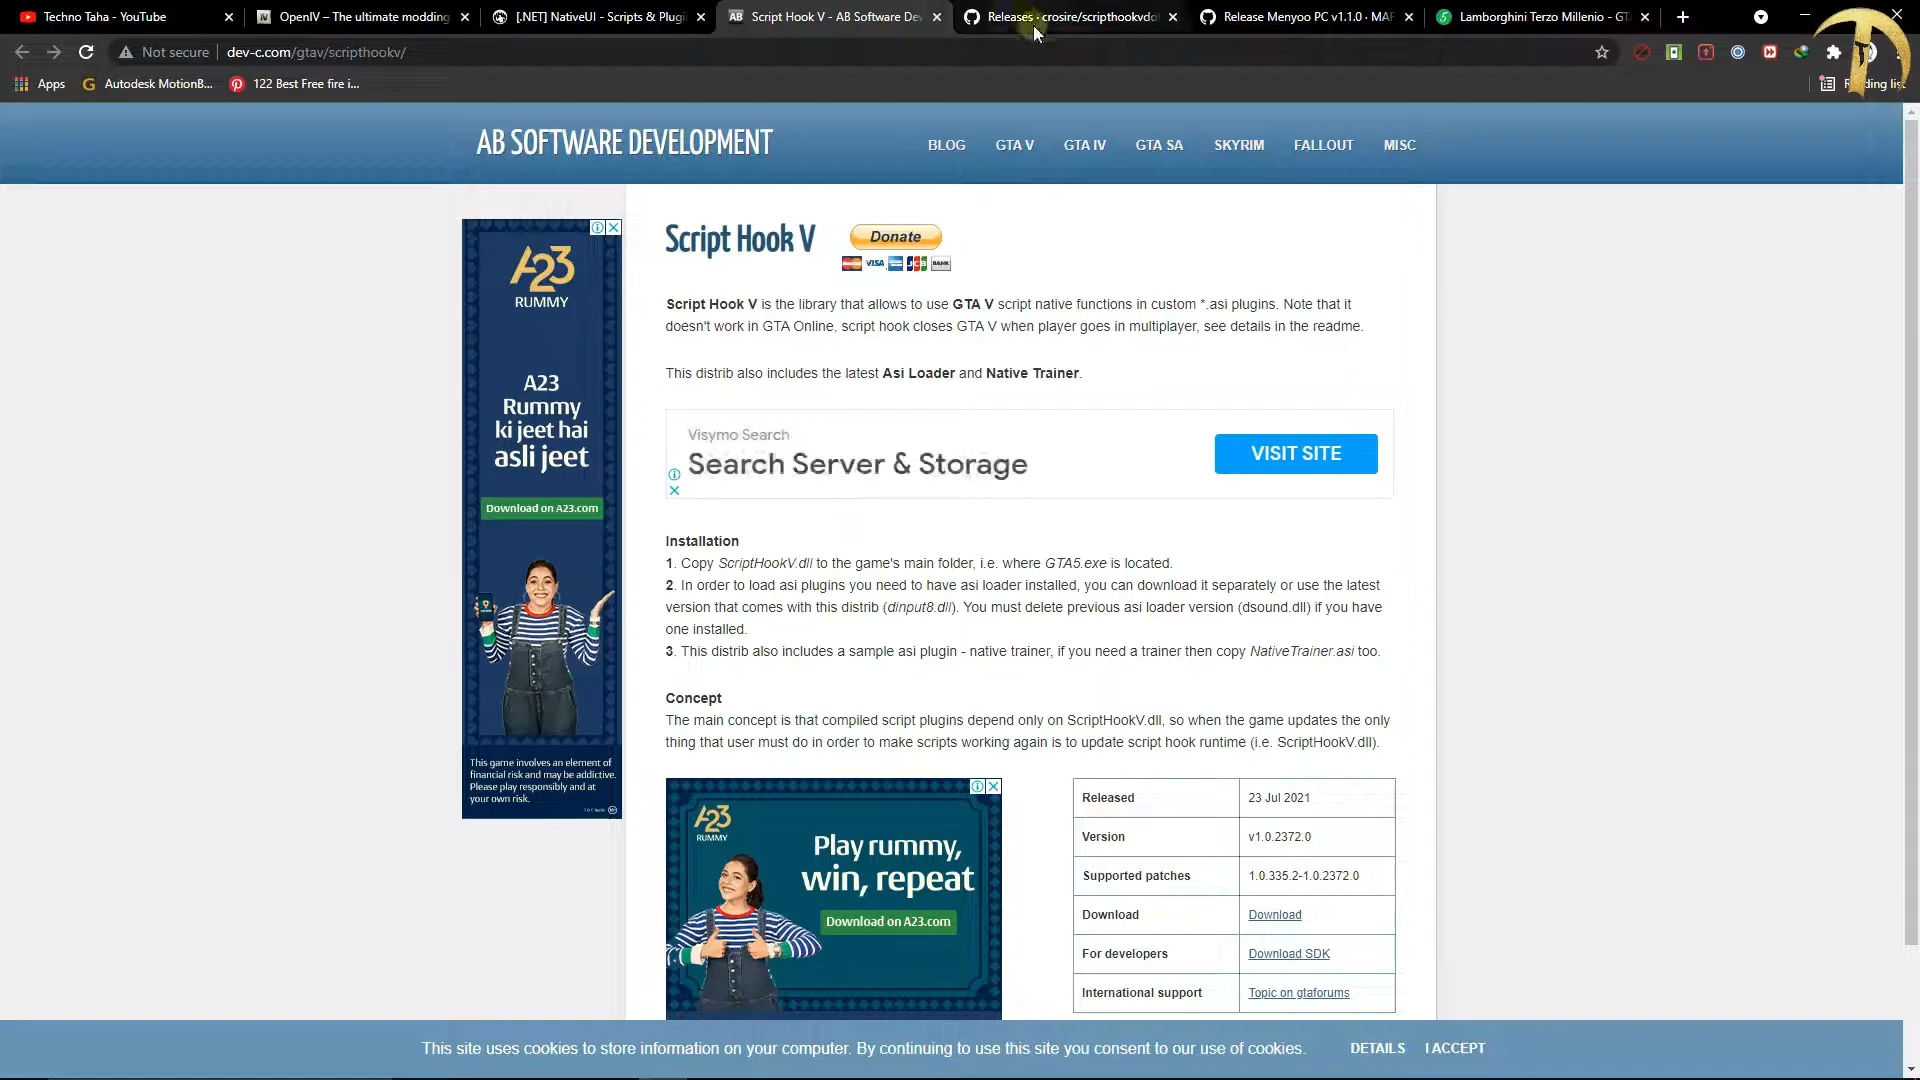 Techno Taha - YouTube
OpenIV – The ultimate modding
[.NET] NativeUI - Scripts & Plugi
AB Script Hook V - AB Software De
Releases · crosire/scripthookvdo
Release Menyoo PC v1.1.0 · MAF
Lamborghini Terzo Millenio - GT
Not secure
dev-c.com/gtav/scripthookv/
Apps
Autodesk MotionB...
122 Best Free fire i...
AB SOFTWARE DEVELOPMENT
BLOG
GTA V
GTA IV
GTA SA
SKYRIM
FALLOUT
MISC
A23
RUMMY
A23
Rummy
ki jeet hai
asli jeet
Download on A23.com
This game involves an element of
financial risk and may be addictive.
Please play responsibly and at
your own risk.
Script Hook V
Donate
VISA
JCB
BANK
Script Hook V is the library that allows to use GTA V script native functions in custom *.asi plugins. Note that it
doesn't work in GTA Online, script hook closes GTA V when player goes in multiplayer, see details in the readme.
This distrib also includes the latest Asi Loader and Native Trainer.
Visymo Search
Search Server & Storage
VISIT SITE
Installation
1. Copy ScriptHookV.dll to the game's main folder, i.e. where GTA5.exe is located.
2. In order to load asi plugins you need to have asi loader installed, you can download it separately or use the latest
version that comes with this distrib (dinput8.dll). You must delete previous asi loader version (dsound.dll) if you have
one installed.
3. This distrib also includes a sample asi plugin - native trainer, if you need a trainer then copy NativeTrainer.asi too.
Concept
The main concept is that compiled script plugins depend only on ScriptHookV.dll, so when the game updates the only
thing that user must do in order to make scripts working again is to update script hook runtime (i.e. ScriptHookV.dll).
A23
RUMMY
Play rummy,
win, repeat
Download on A23.com
Released 23 Jul 2021
Version v1.0.2372.0
Supported patches 1.0.335.2-1.0.2372.0
Download Download
For developers Download SDK
International support Topic on gtaforums
This site uses cookies to store information on your computer. By continuing to use this site you consent to our use of cookies.
DETAILS
I ACCEPT